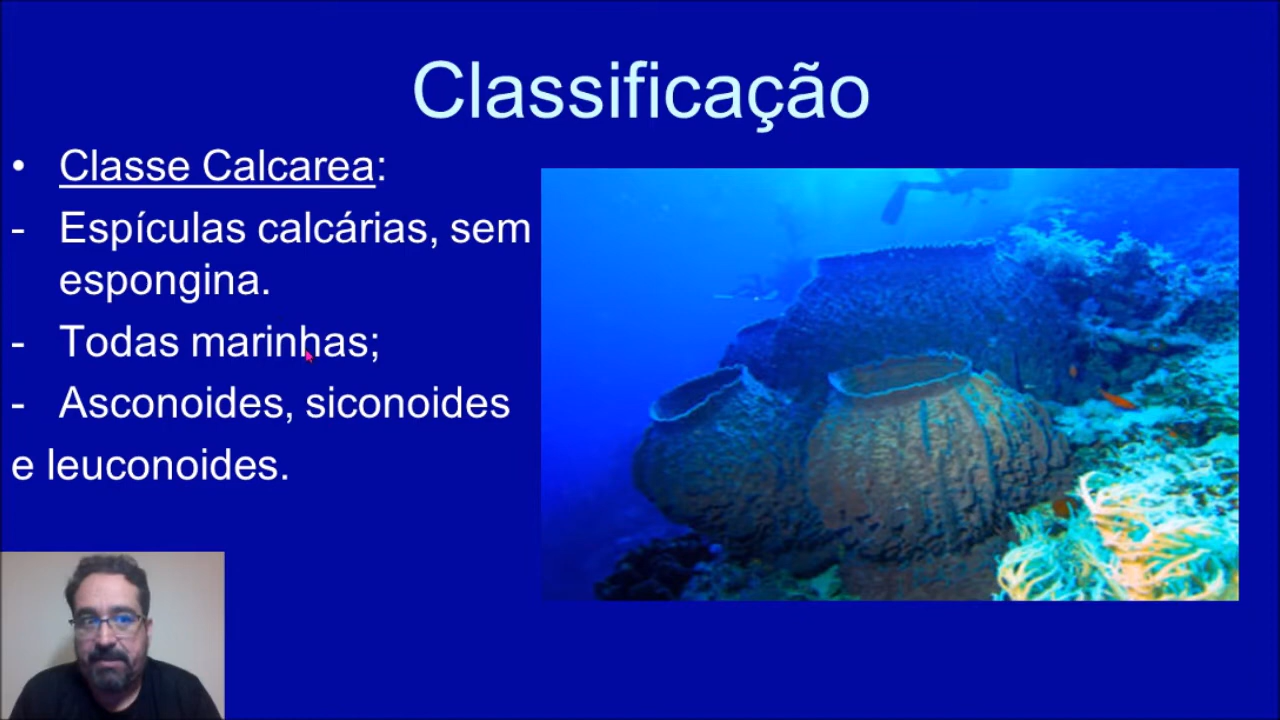 Classificação
• Classe Calcarea:
- Espículas calcárias, sem
espongina.
- Todas marinhas;
- Asconoides, siconoides
e leuconoides.